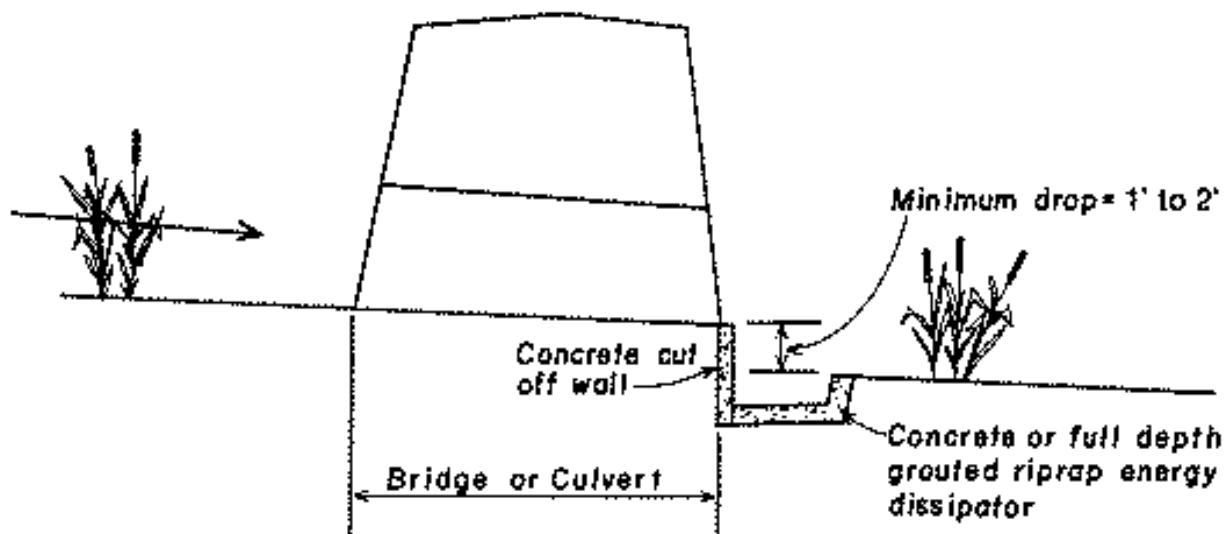 Minimum drop= 1' to 2'
Concrete cut
off wall
Bridge or Culvert
Concrete or full depth
grouted riprap energy
dissipator